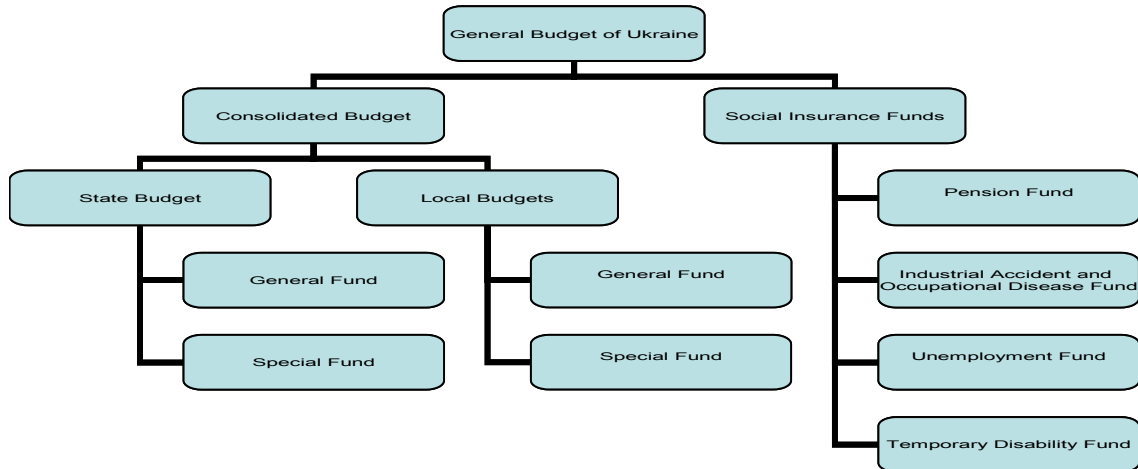 General Budget of Ukraine
Consolidated Budget
Social Insurance Funds
State Budget
Local Budgets
Pension Fund
General Fund
General Fund
Industrial Accident and
Occupational Disease Fund
Special Fund
Special Fund
Unemployment Fund
Temporary Disability Fund